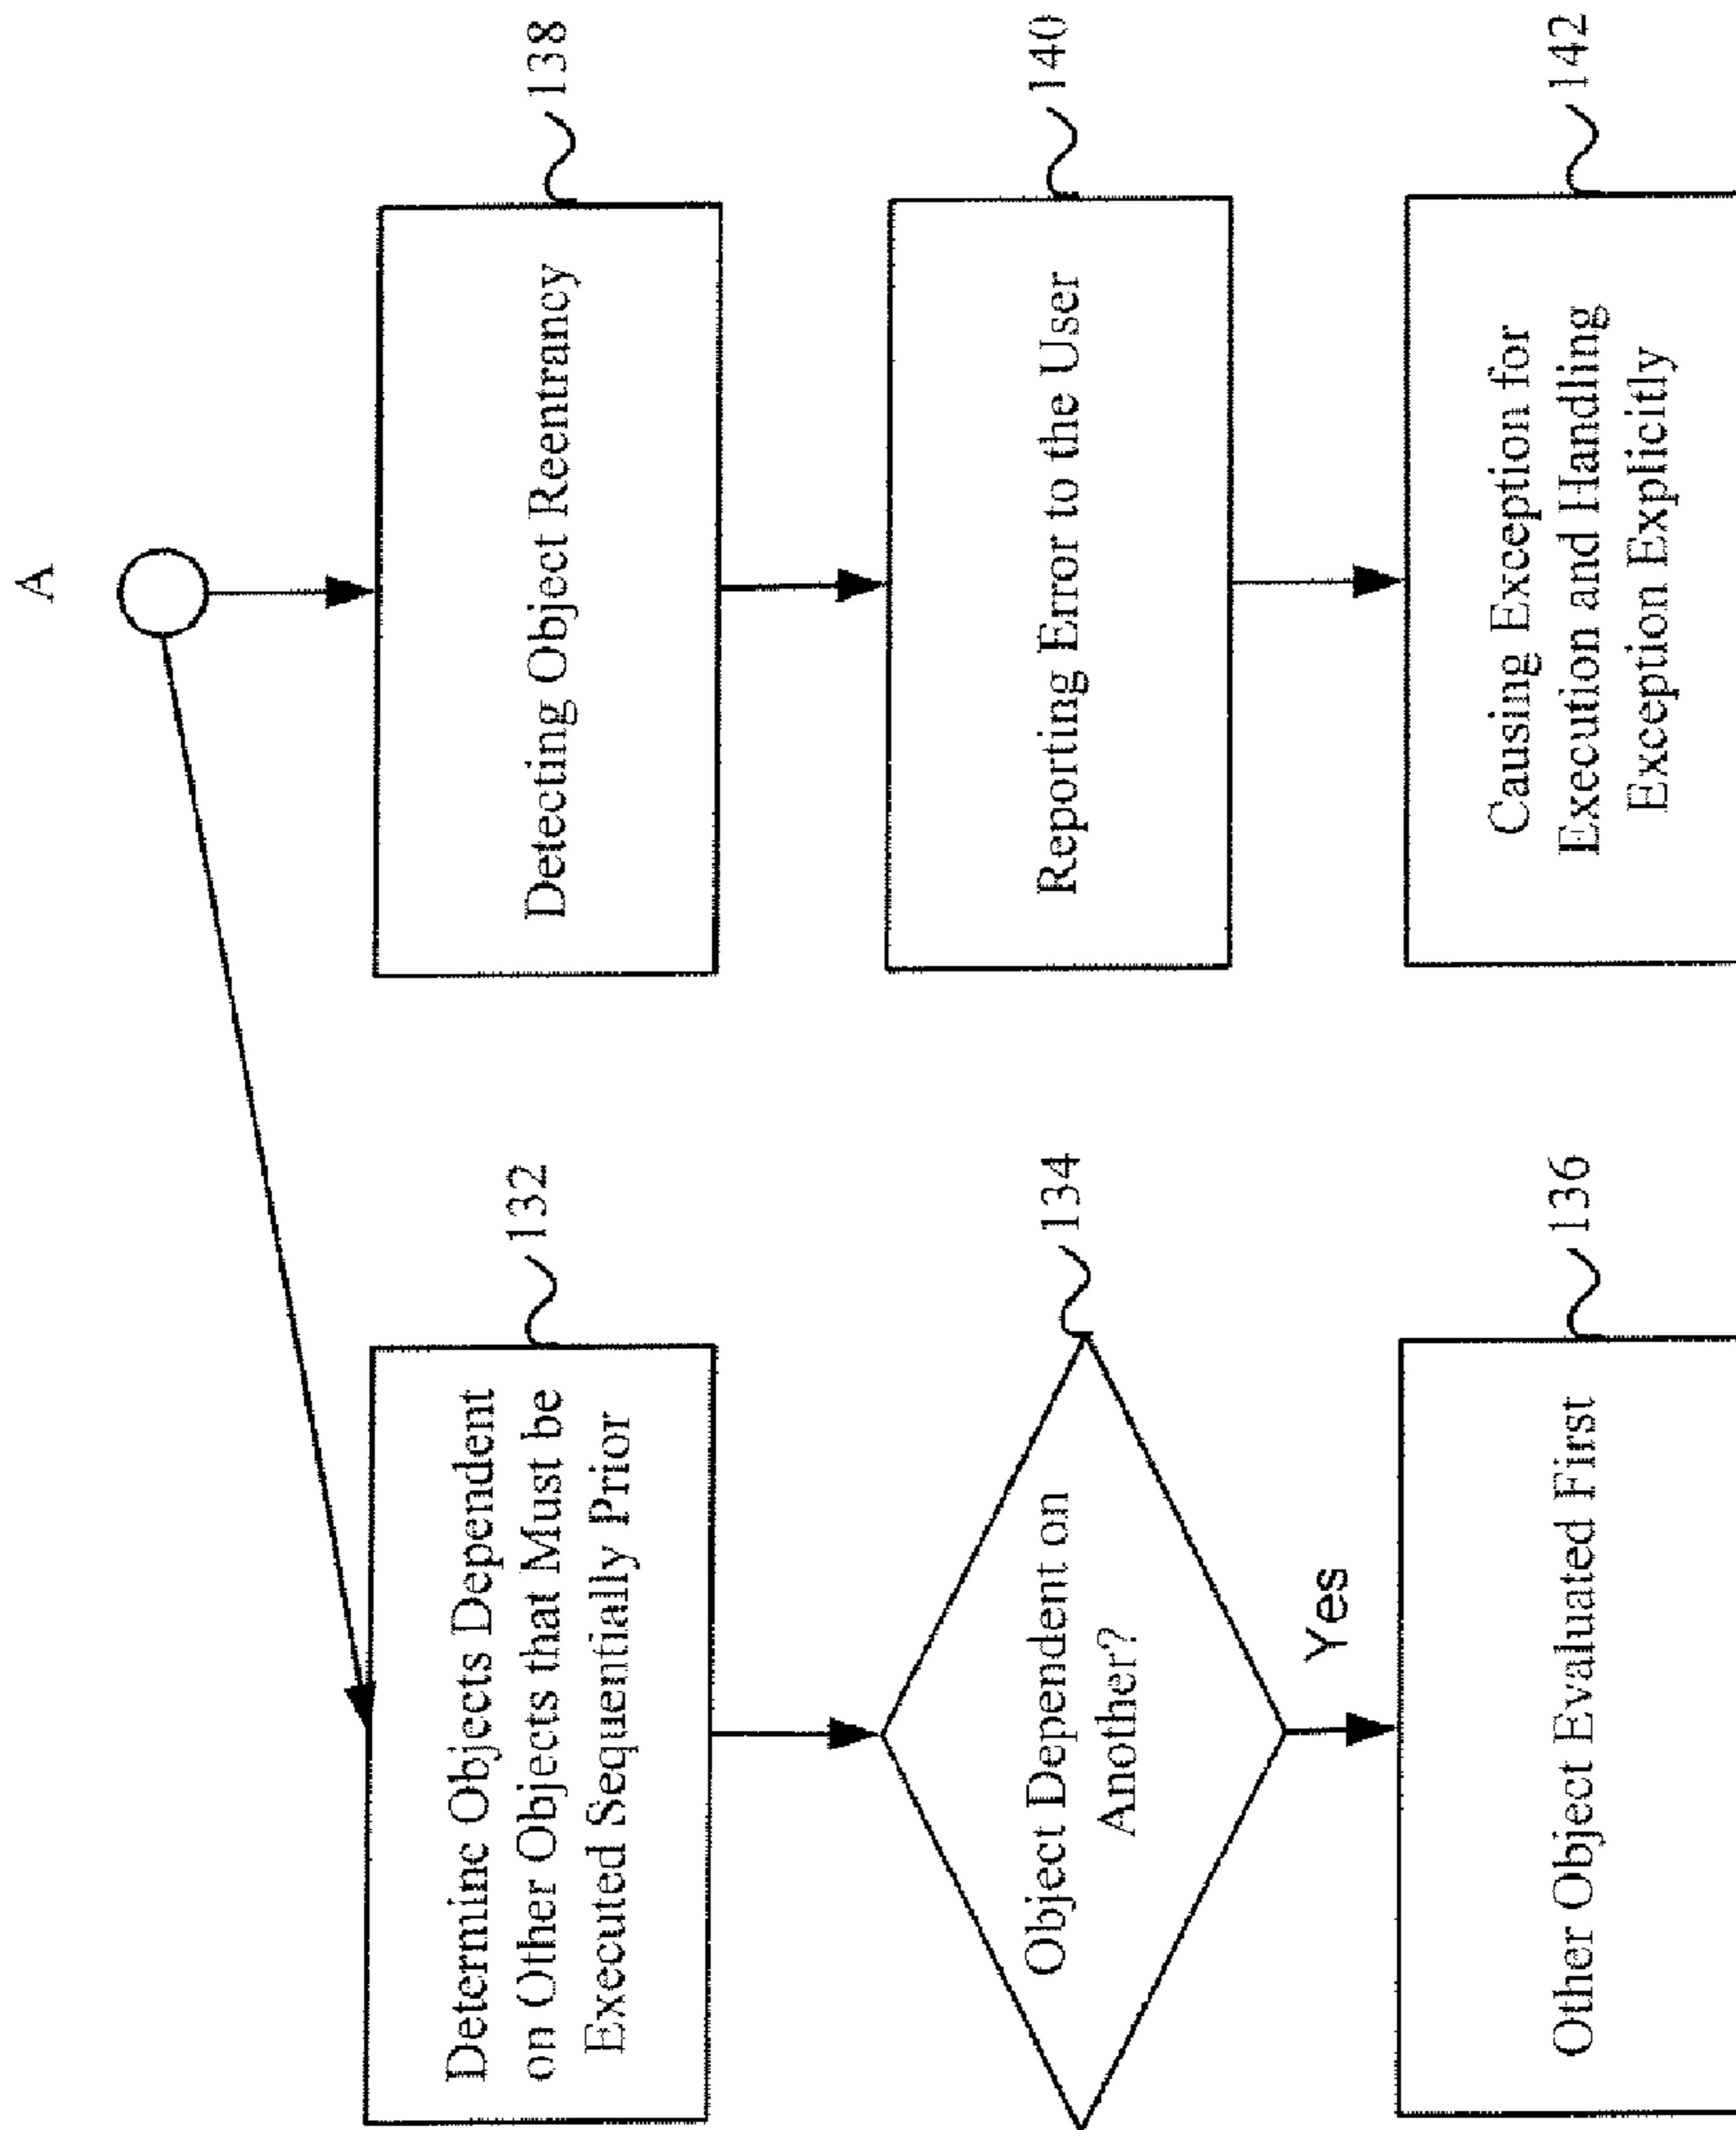 A
Determine Objects Dependent
on Other Objects that Must be
Executed Sequentially Prior
132
Object Dependent on
Another?
134
Yes
Other Object Evaluated First
136
Detecting Object Reentrancy
138
Reporting Error to the User
140
Causing Exception for
Execution and Handling
Exception Explicitly
142